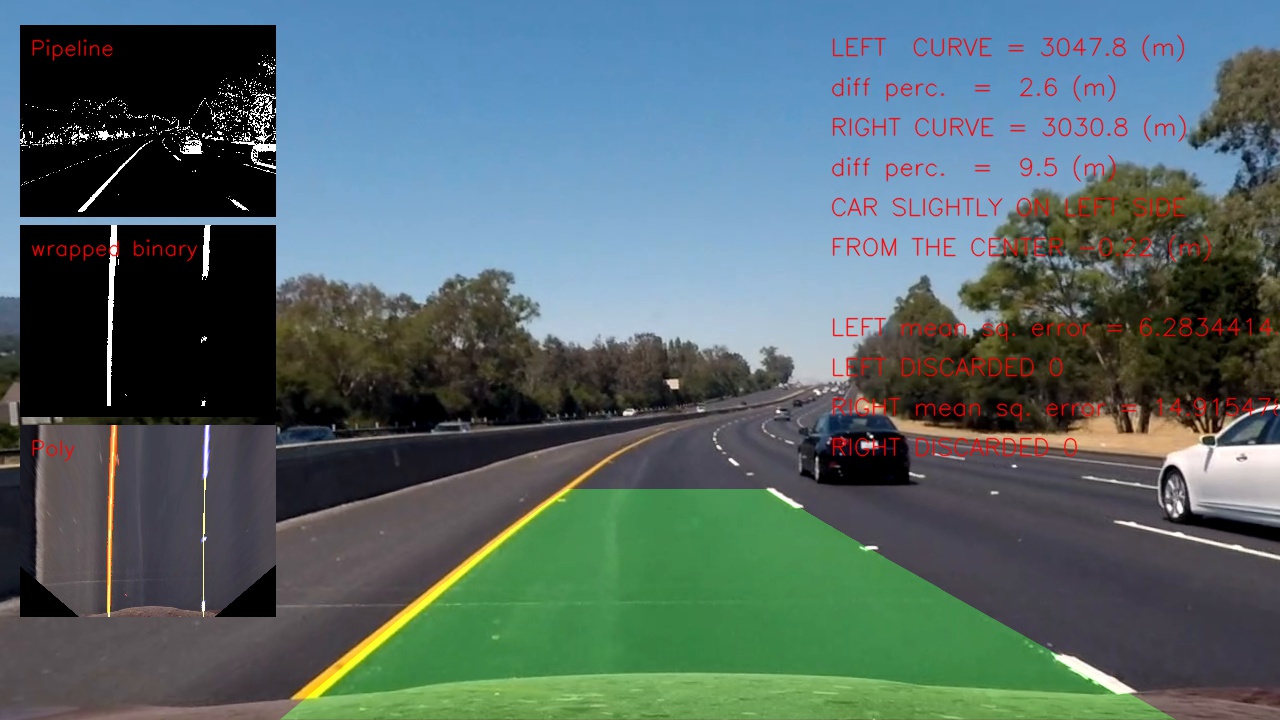 Pipeline
wrapped binary
Poly
LEFT CURVE = 3047.8 (m)
diff perc. = 2.6 (m)
RIGHT CURVE = 3030.8 (m)
diff perc. = 9.5 (m)
CAR SLIGHTLY ON LEFT SIDE
FROM THE CENTER -0.22 (m)
LEFT mean sq. error = 6.2834414
LEFT DISCARDED 0
RIGHT mean sq. error = 14.91547
RIGHT DISCARDED 0